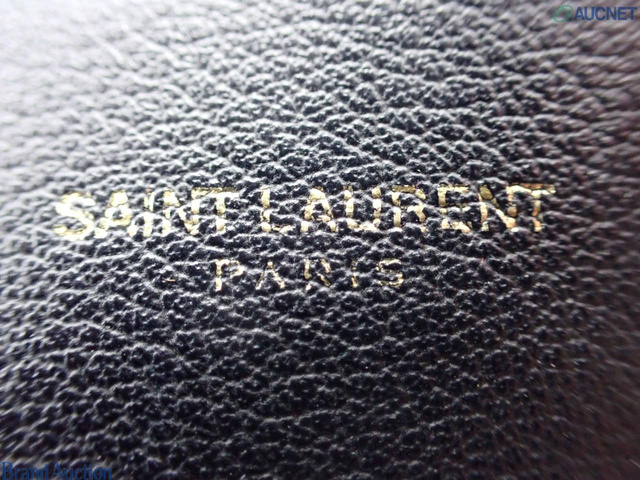 AUCNET
SAINT LAURENT
- PARIS -
Brand Auction